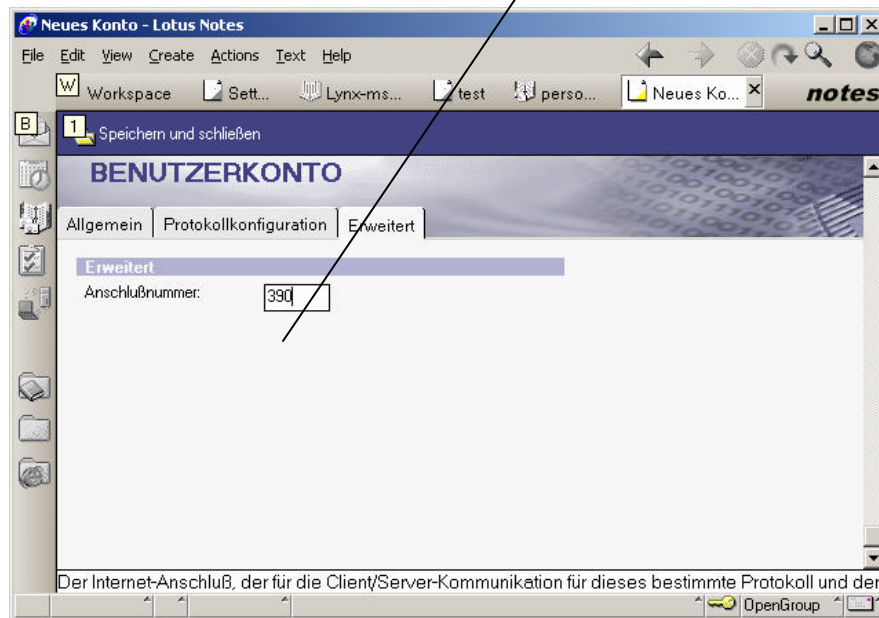 Neues Konto - Lotus Notes
File Edit View Create Actions Text Help
W Workspace Sett... Lynx-ms... test perso... Neues Ko... notes
B 1 Speichern und schließen
BENUTZERKONTO
Allgemein Protokollkonfiguration Erweitert
Erweitert
Anschlußnummer: 390
Der Internet-Anschluß, der für die Client/Server-Kommunikation für dieses bestimmte Protokoll und der
OpenGroup